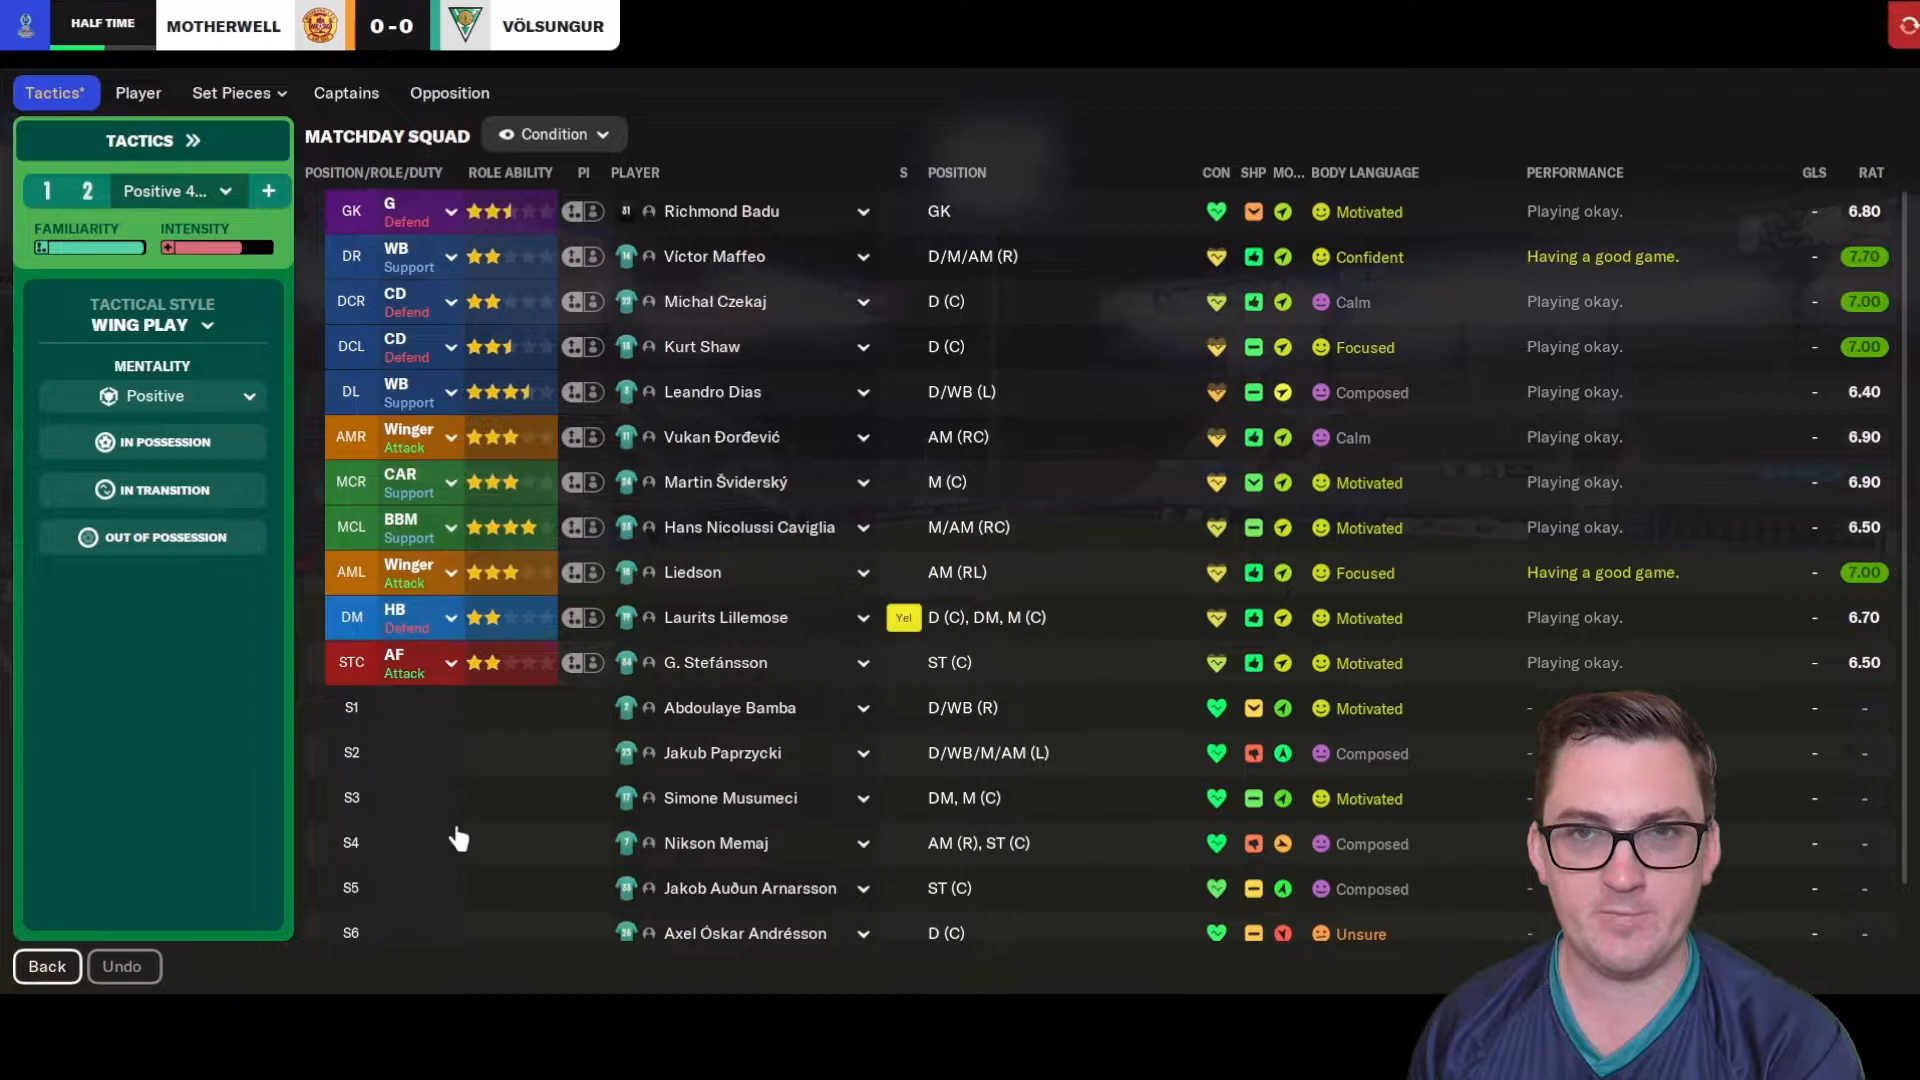 HALF TIME MOTHERWELL 0 - 0 VÖLSUNGUR
Tactics* Player Set Pieces Captains Opposition
TACTICS
1 2 Positive 4...
FAMILIARITY INTENSITY
TACTICAL STYLE
WING PLAY
MENTALITY
Positive
IN POSSESSION
IN TRANSITION
OUT OF POSSESSION
MATCHDAY SQUAD Condition
POSITION/ROLE/DUTY ROLE ABILITY PI PLAYER S POSITION CON SHP MO... BODY LANGUAGE PERFORMANCE GLS RAT
GK G Defend 31 Richmond Badu GK Motivated Playing okay. - 6.80
DR WB Support Víctor Maffeo D/M/AM (R) Confident Having a good game. - 7.70
DCR CD Defend 22 Michał Czekaj D (C) Calm Playing okay. - 7.00
DCL CD Defend Kurt Shaw D (C) Focused Playing okay. - 7.00
DL WB Support Leandro Dias D/WB (L) Composed Playing okay. - 6.40
AMR Winger Attack 11 Vukan Đorđević AM (RC) Calm Playing okay. - 6.90
MCR CAR Support Martin Šviderský M (C) Motivated Playing okay. - 6.90
MCL BBM Support Hans Nicolussi Caviglia M/AM (RC) Motivated Playing okay. - 6.50
AML Winger Attack Liedson AM (RL) Focused Having a good game. - 7.00
DM HB Defend Laurits Lillemose Yel D (C), DM, M (C) Motivated Playing okay. - 6.70
STC AF Attack G. Stefánsson ST (C) Motivated Playing okay. - 6.50
S1 2 Abdoulaye Bamba D/WB (R) Motivated - - -
S2 Jakub Paprzycki D/WB/M/AM (L) Composed - - -
S3 17 Simone Musumeci DM, M (C) Motivated - - -
S4 7 Nikson Memaj AM (R), ST (C) Composed - - -
S5 Jakob Auðun Arnarsson ST (C) Composed - - -
S6 Axel Óskar Andrésson D (C) Unsure - - -
Back Undo